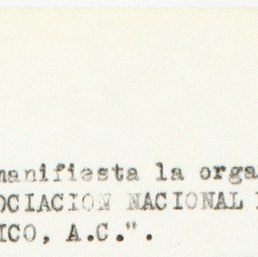 manifiesta la orga
OCIACION NACIONAL
ICO, A.C.".